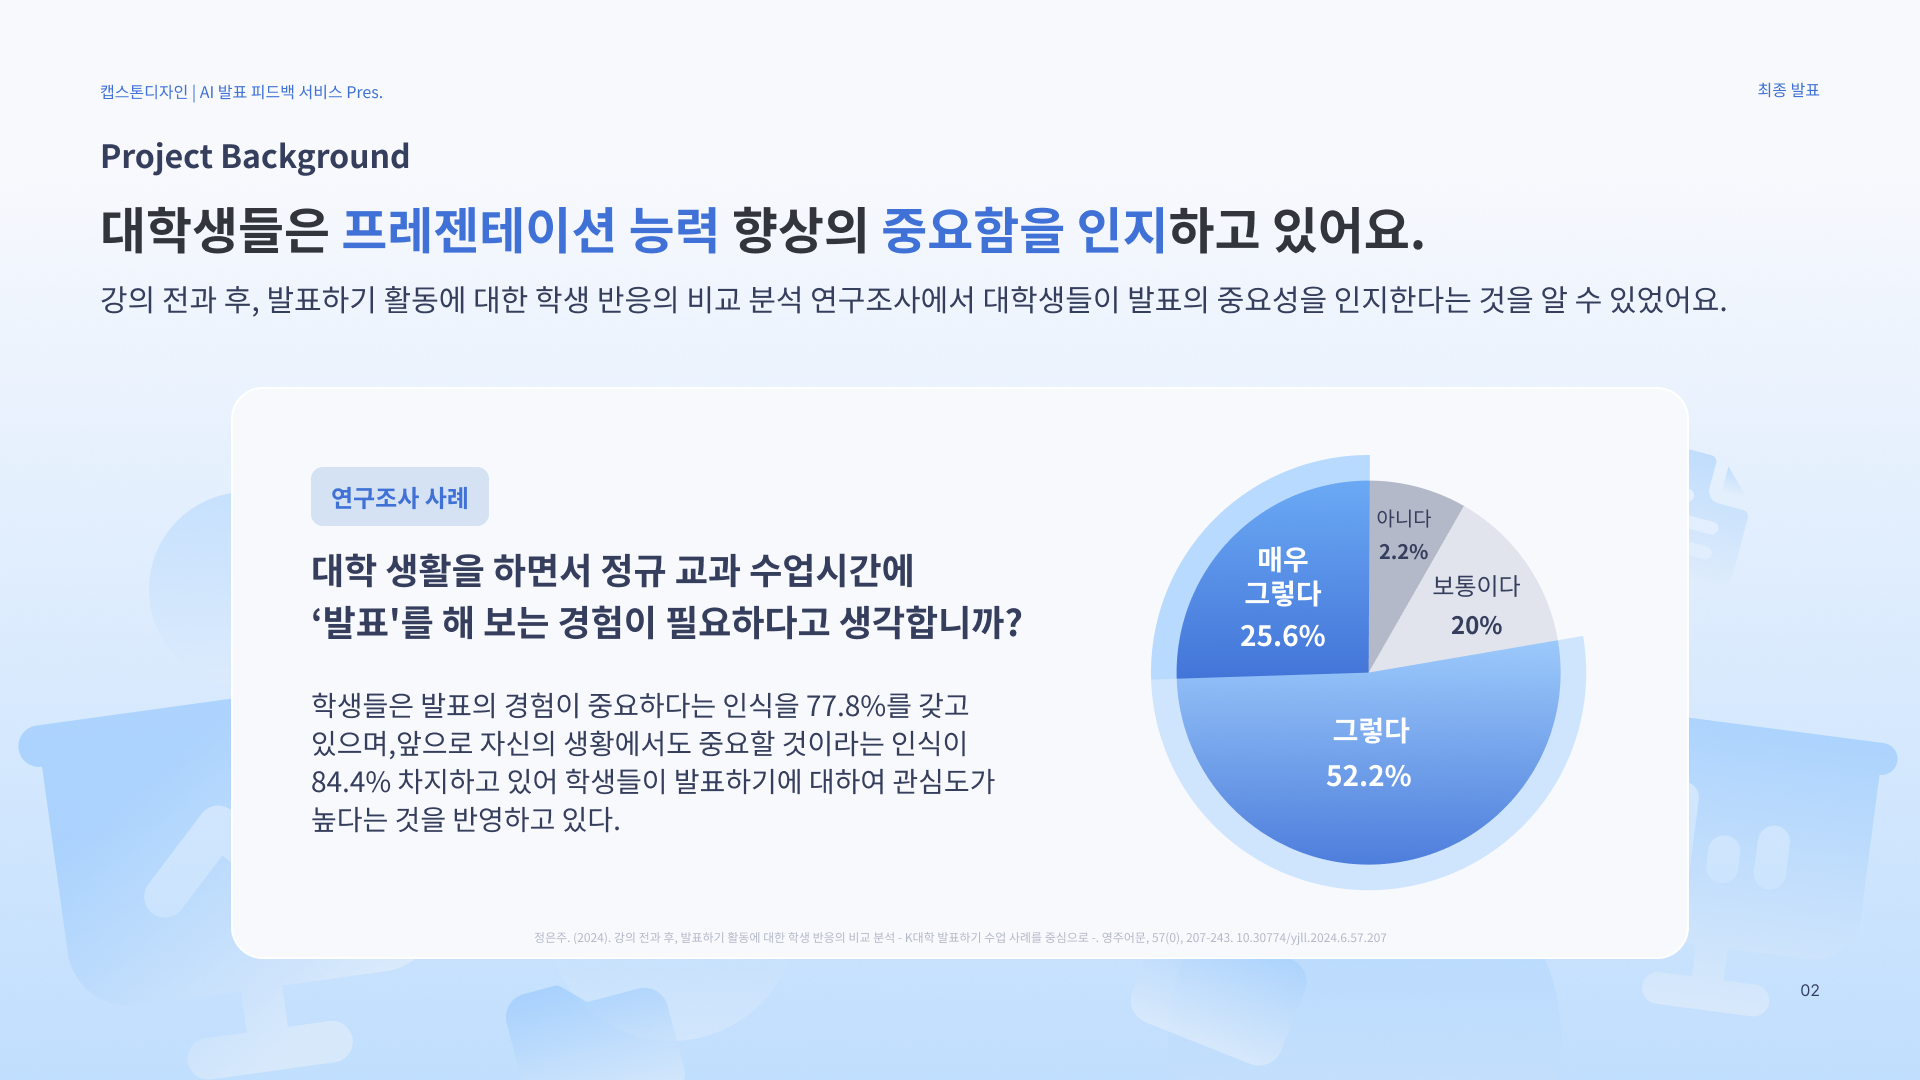 캡스톤디자인 | AI 발표 피드백 서비스 Pres.
최종 발표
Project Background
대학생들은 프레젠테이션 능력 향상의 중요함을 인지하고 있어요.
강의 전과 후, 발표하기 활동에 대한 학생 반응의 비교 분석 연구조사에서 대학생들이 발표의 중요성을 인지한다는 것을 알 수 있었어요.
연구조사 사례
대학 생활을 하면서 정규 교과 수업시간에
‘발표'를 해 보는 경험이 필요하다고 생각합니까?
학생들은 발표의 경험이 중요하다는 인식을 77.8%를 갖고
있으며,앞으로 자신의 생황에서도 중요할 것이라는 인식이
84.4% 차지하고 있어 학생들이 발표하기에 대하여 관심도가
높다는 것을 반영하고 있다.
매우
그렇다
25.6%
아니다
2.2%
보통이다
20%
그렇다
52.2%
정은주. (2024). 강의 전과 후, 발표하기 활동에 대한 학생 반응의 비교 분석 - K대학 발표하기 수업 사례를 중심으로 -. 영주어문, 57(0), 207-243. 10.30774/yjll.2024.6.57.207
02